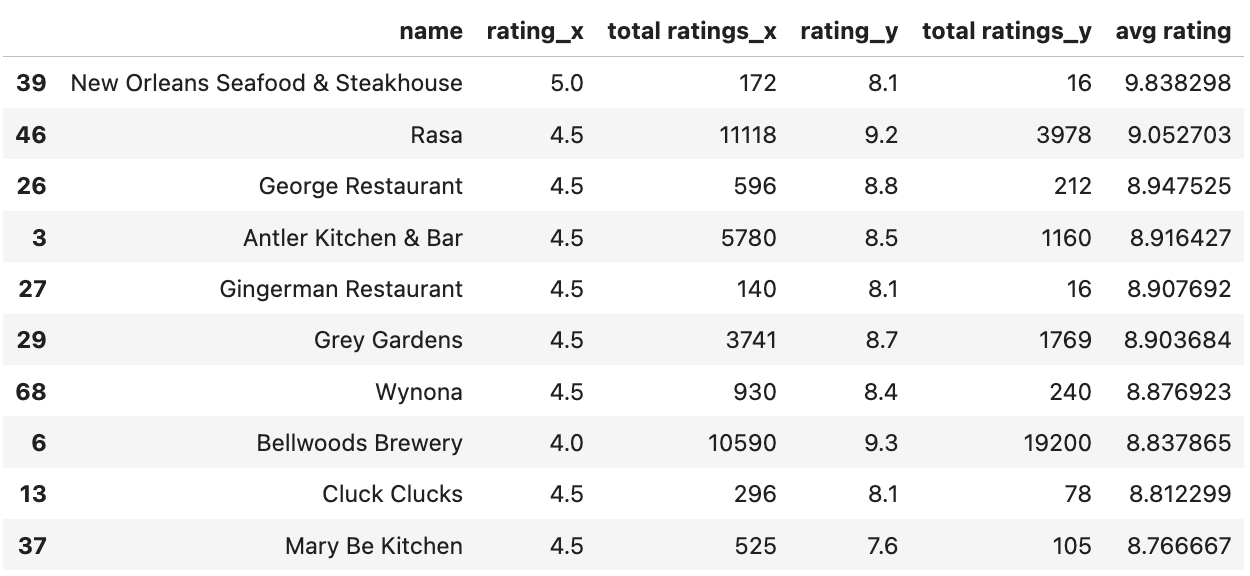 name rating_x total ratings_x rating_y total ratings_y avg rating
39 New Orleans Seafood & Steakhouse 5.0 172 8.1 16 9.838298
46 Rasa 4.5 11118 9.2 3978 9.052703
26 George Restaurant 4.5 596 8.8 212 8.947525
3 Antler Kitchen & Bar 4.5 5780 8.5 1160 8.916427
27 Gingerman Restaurant 4.5 140 8.1 16 8.907692
29 Grey Gardens 4.5 3741 8.7 1769 8.903684
68 Wynona 4.5 930 8.4 240 8.876923
6 Bellwoods Brewery 4.0 10590 9.3 19200 8.837865
13 Cluck Clucks 4.5 296 8.1 78 8.812299
37 Mary Be Kitchen 4.5 525 7.6 105 8.766667